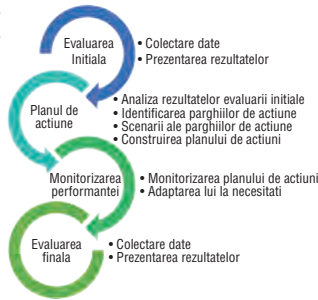 Evaluarea
Initiala
• Colectare date
• Prezentarea rezultatelor
Planul de
actiune
• Analiza rezultatelor evaluarii initiale
• Identificarea parghiilor de actiune
• Scenarii ale parghiilor de actiune
• Construirea planului de actiuni
Monitorizarea
performantei
• Monitorizarea planului de actiuni
• Adaptarea lui la necesitati
Evaluarea
finala
• Colectare date
• Prezentarea rezultatelor